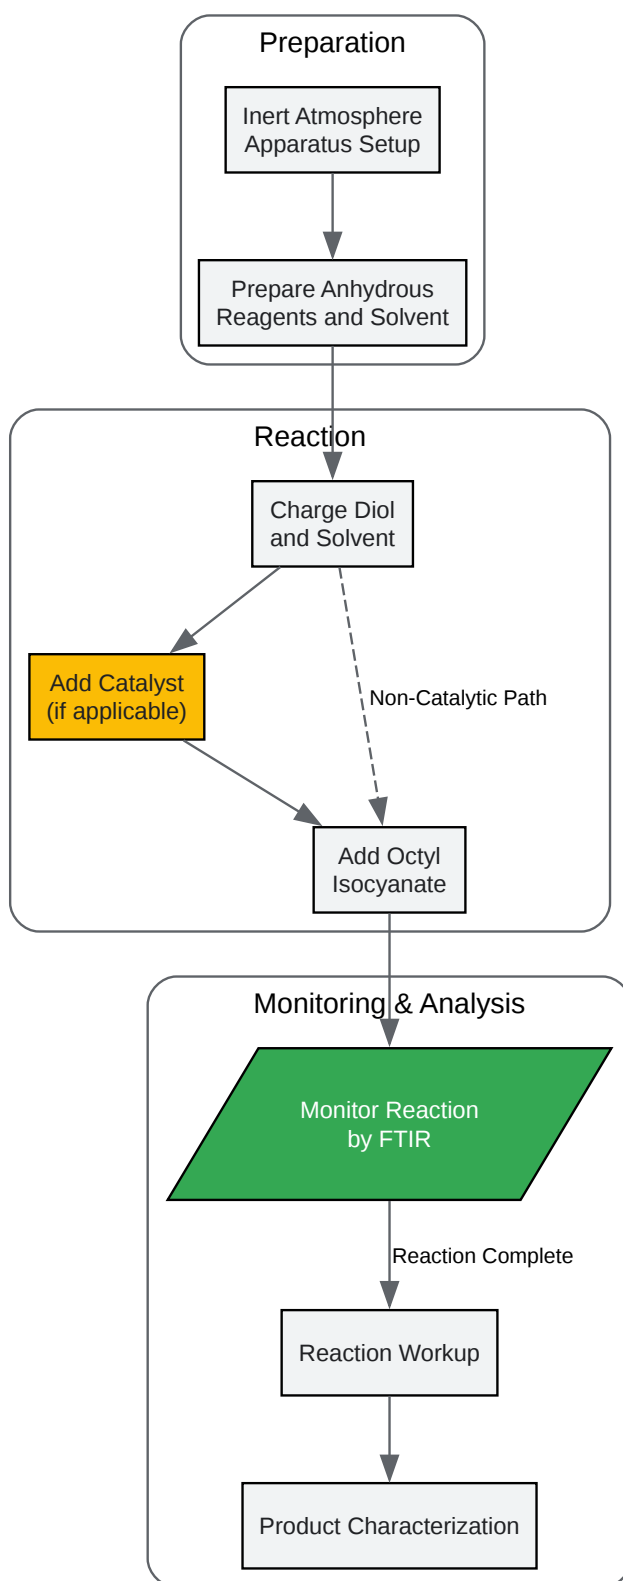 Preparation
Inert Atmosphere
Apparatus Setup
Prepare Anhydrous
Reagents and Solvent
Reaction
Charge Diol
and Solvent
Add Catalyst
(if applicable)
Non-Catalytic Path
Add Octyl
Isocyanate
Monitoring & Analysis
Monitor Reaction
by FTIR
Reaction Complete
Reaction Workup
Product Characterization